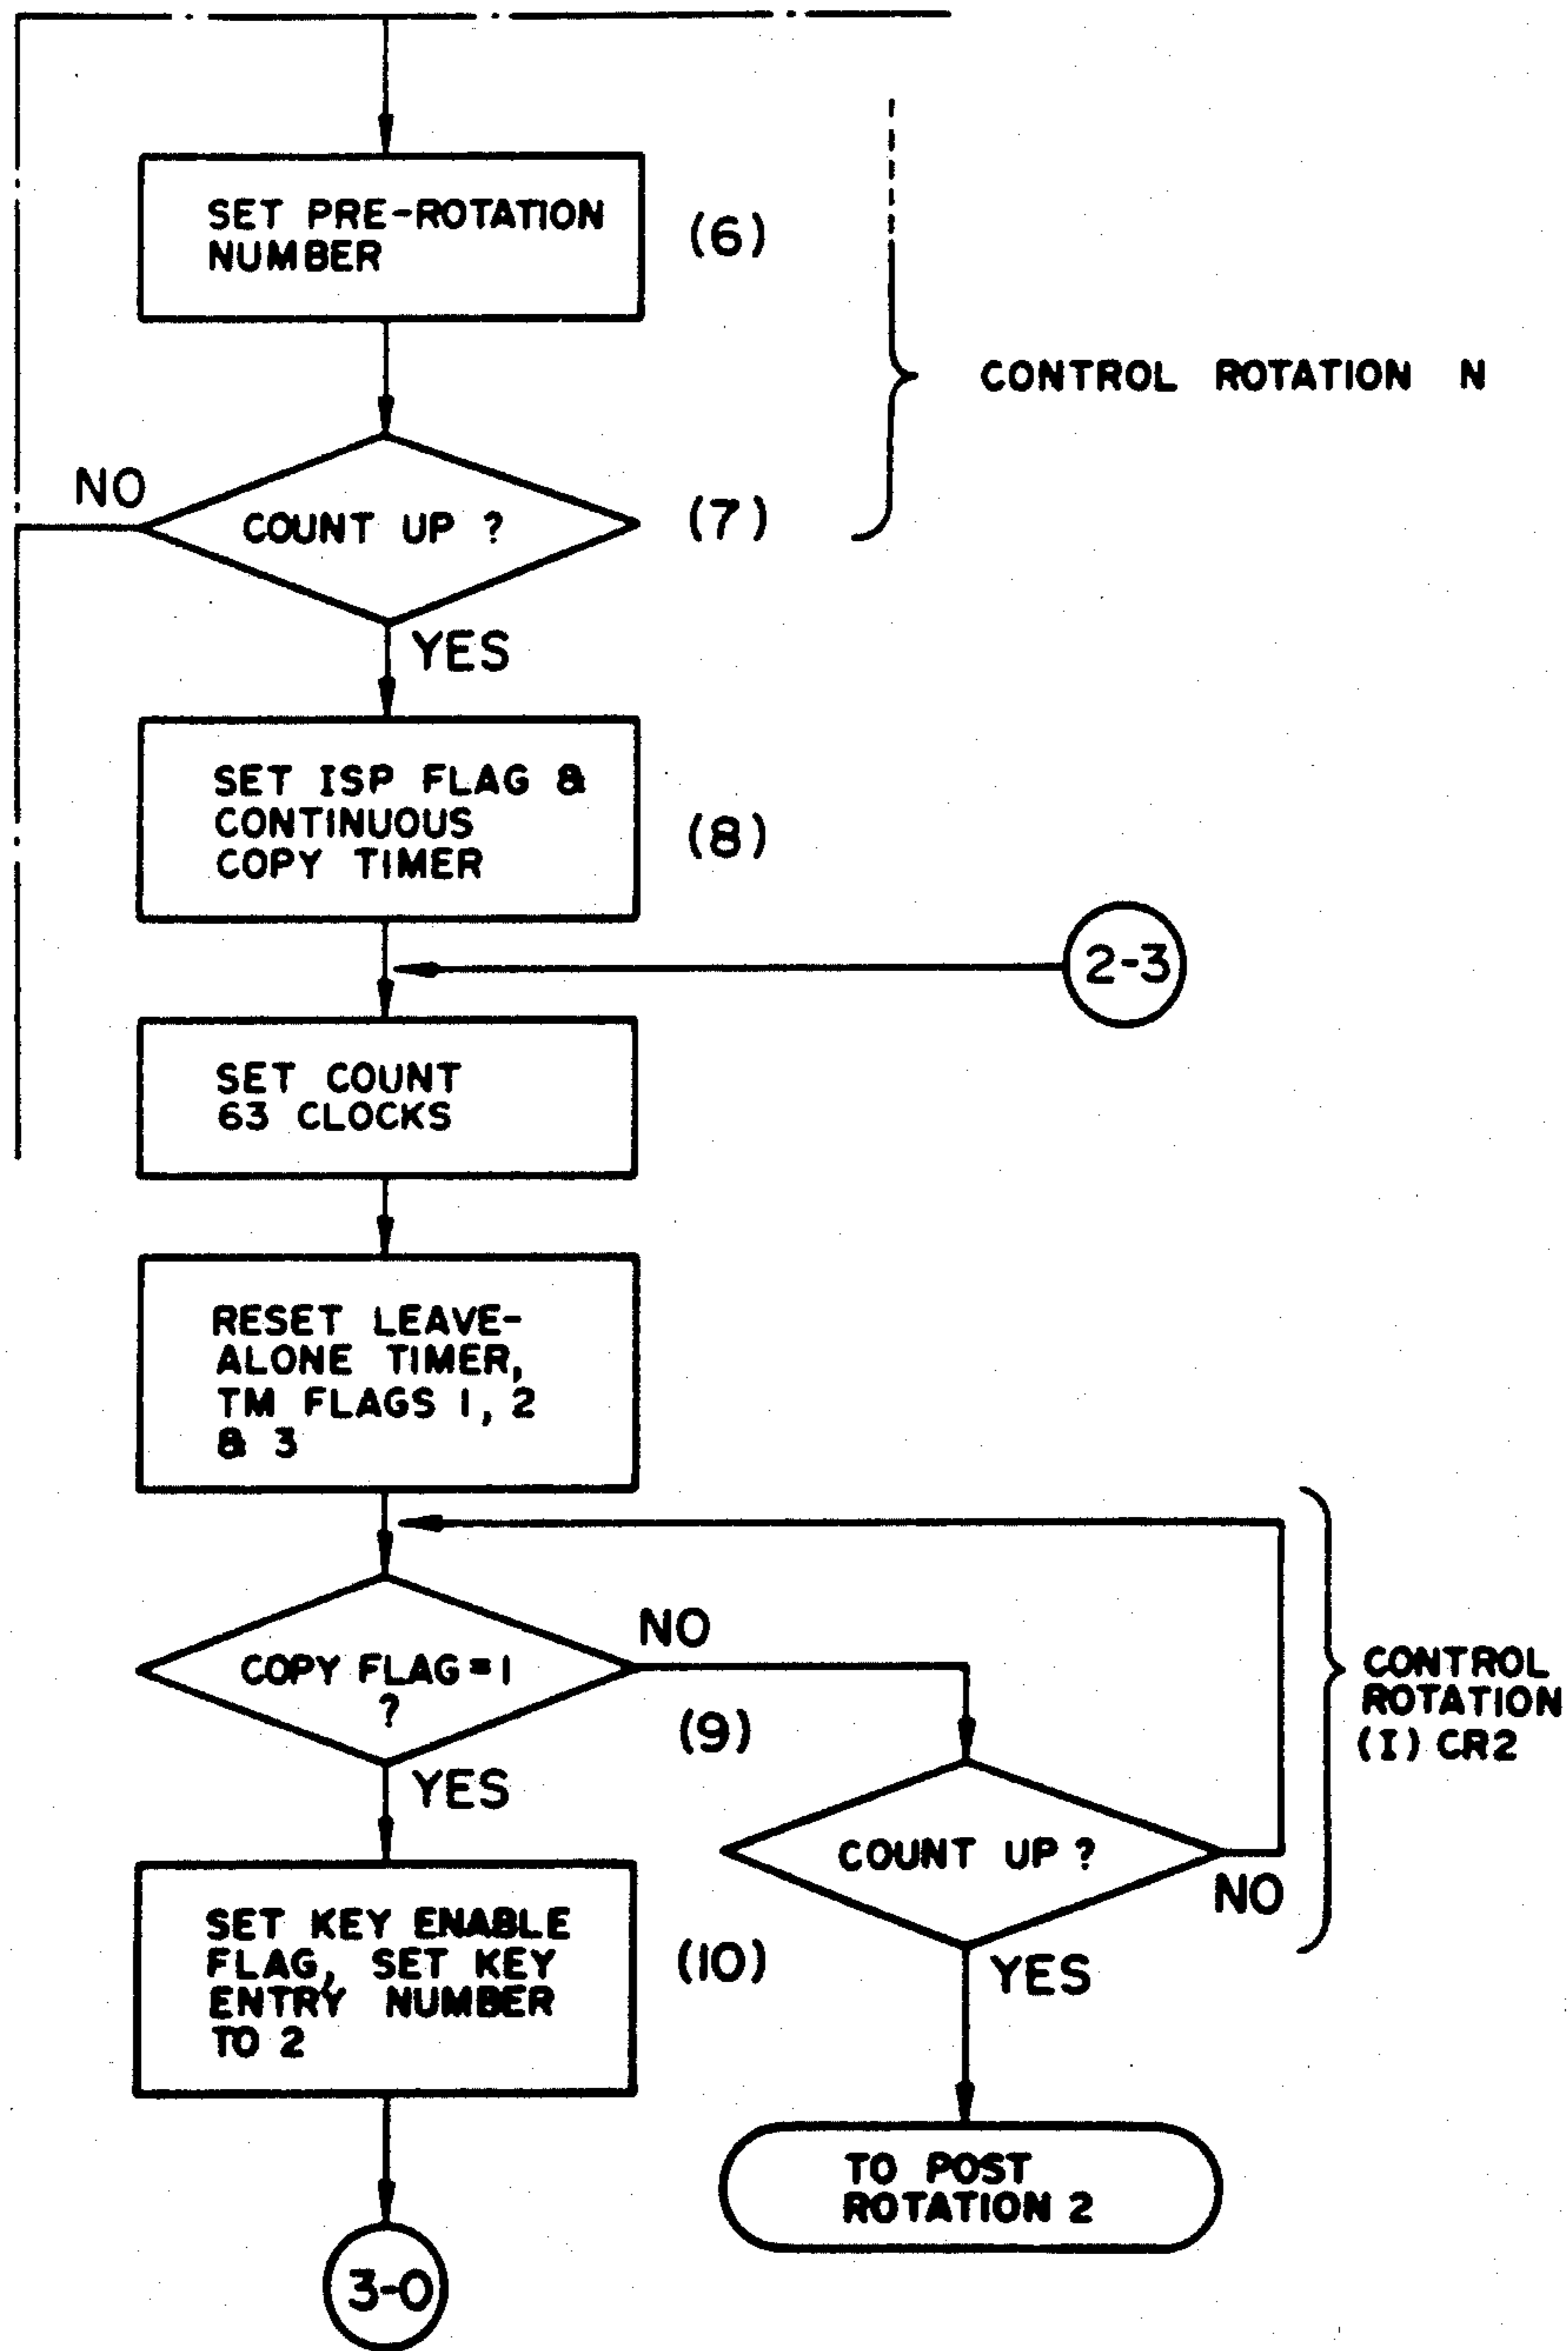 SET PRE-ROTATION
NUMBER
(6)
CONTROL ROTATION N
NO
COUNT UP ?
(7)
YES
SET ISP FLAG &
CONTINUOUS
COPY TIMER
(8)
2-3
SET COUNT
63 CLOCKS
RESET LEAVE-
ALONE TIMER,
TM FLAGS 1, 2
& 3
COPY FLAG=1
?
NO
(9)
YES
CONTROL
ROTATION
(I) CR2
COUNT UP ?
NO
YES
SET KEY ENABLE
FLAG, SET KEY
ENTRY NUMBER
TO 2
(10)
TO POST
ROTATION 2
3-0